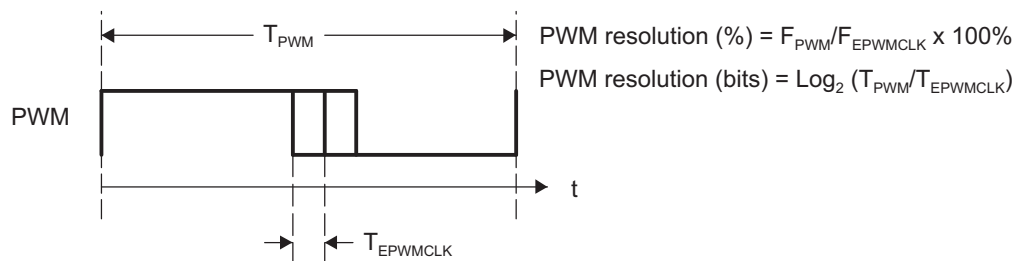 T_PWM
PWM resolution (%) = F_PWM/F_EPWMCLK x 100%
PWM resolution (bits) = Log_2 (T_PWM/T_EPWMCLK)
PWM
t
T_EPWMCLK